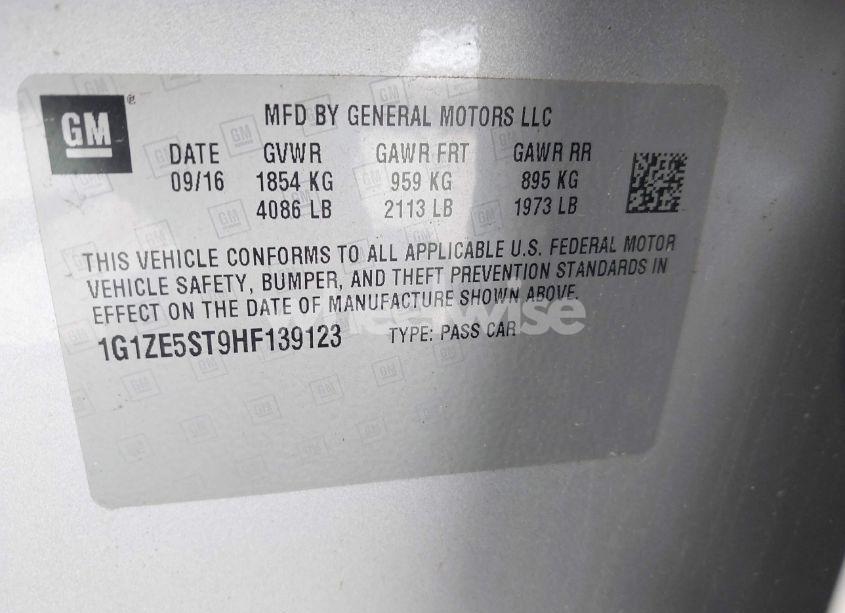 GM
MFD BY GENERAL MOTORS LLC
DATE GVWR GAWR FRT GAWR RR
09/16 1854 KG 959 KG 895 KG
4086 LB 2113 LB 1973 LB
THIS VEHICLE CONFORMS TO ALL APPLICABLE U.S. FEDERAL MOTOR
VEHICLE SAFETY, BUMPER, AND THEFT PREVENTION STANDARDS IN
EFFECT ON THE DATE OF MANUFACTURE SHOWN ABOVE.
1G1ZE5ST9HF139123 TYPE: PASS CAR
wheelwise